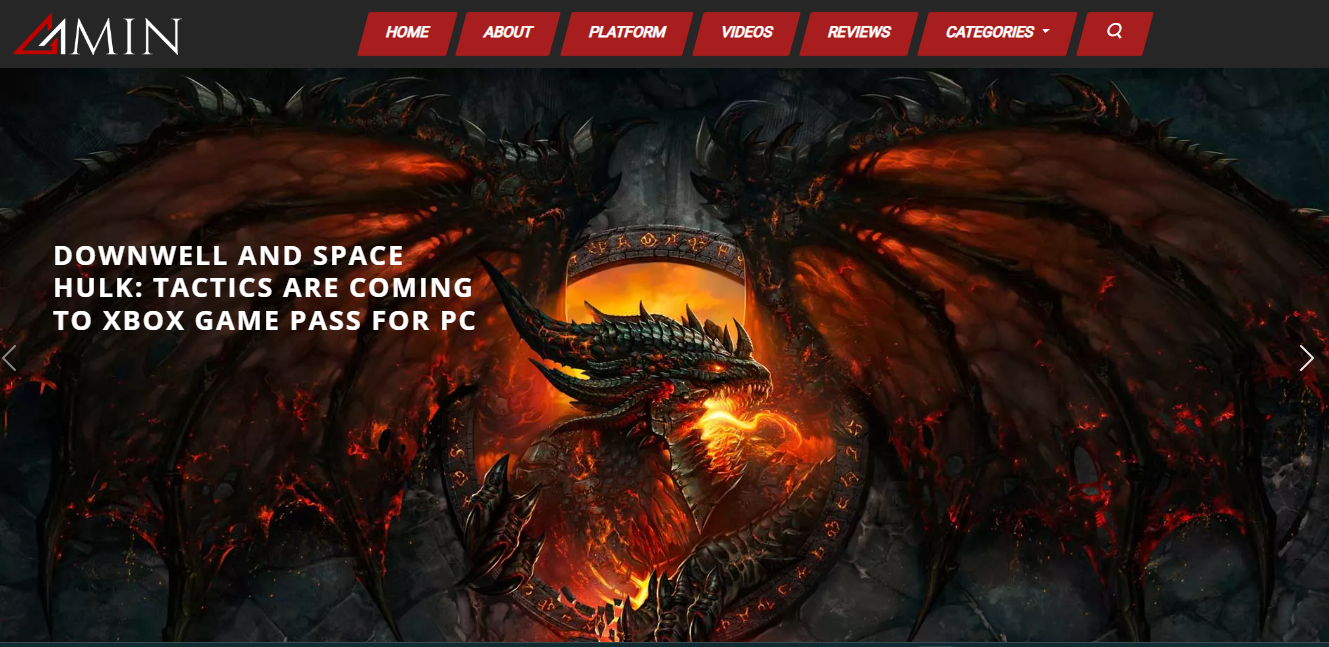 AMIN
HOME
ABOUT
PLATFORM
VIDEOS
REVIEWS
CATEGORIES
DOWNWELL AND SPACE
HULK: TACTICS ARE COMING
TO XBOX GAME PASS FOR PC